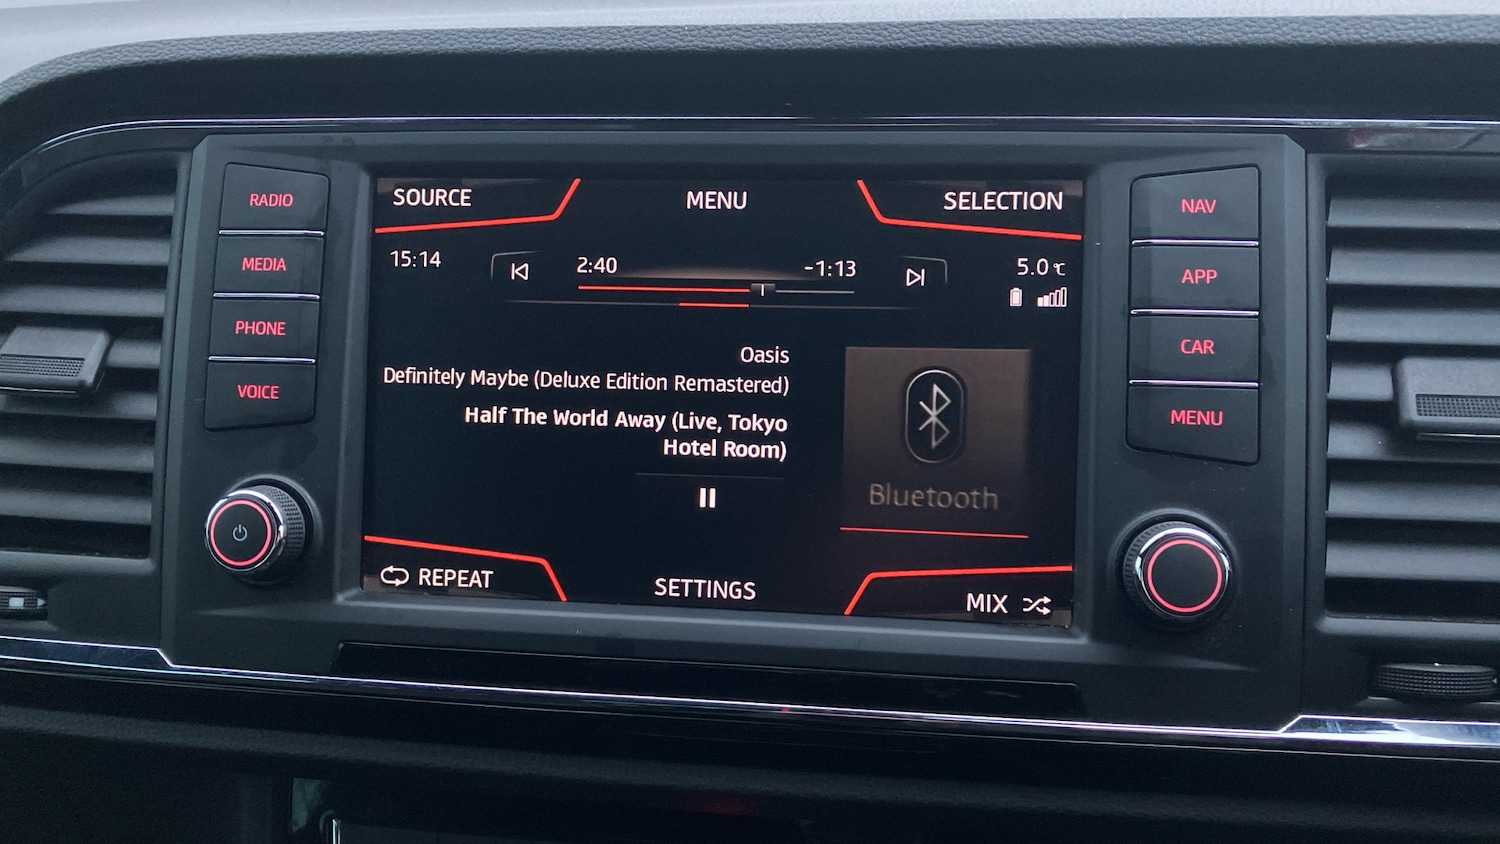 RADIO
MEDIA
PHONE
VOICE
SOURCE
MENU
SELECTION
15:14
2:40
-1:13
5.0 °C
Oasis
Definitely Maybe (Deluxe Edition Remastered)
Half The World Away (Live, Tokyo
Hotel Room)
Bluetooth
REPEAT
SETTINGS
MIX
NAV
APP
CAR
MENU